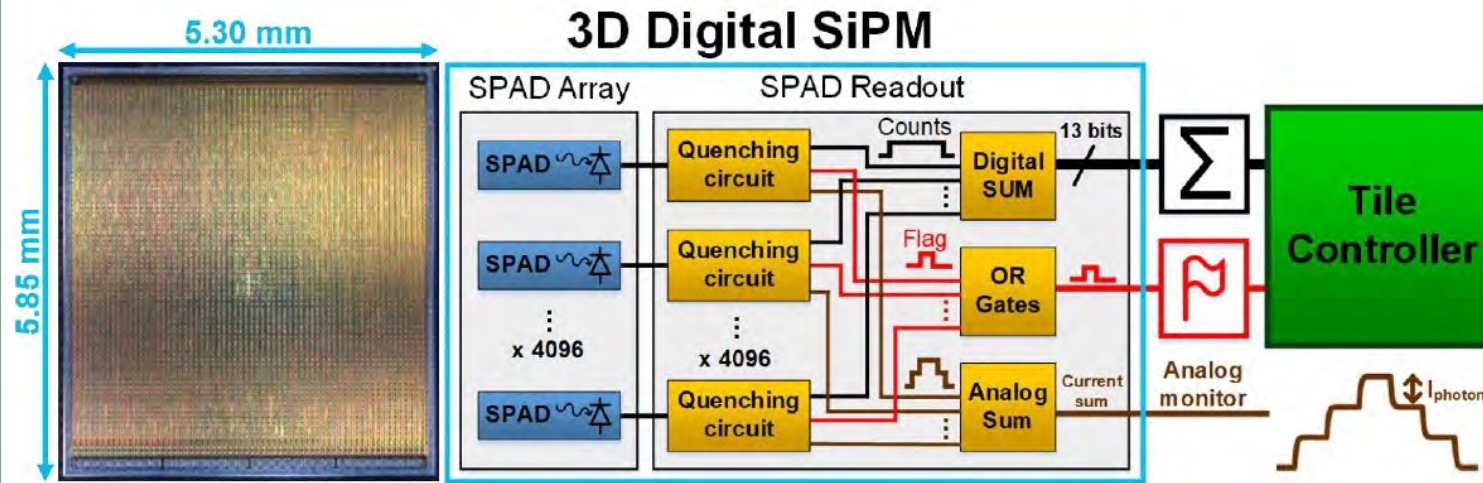 3D Digital SiPM
5.30 mm
5.85 mm
SPAD Array
SPAD Readout
SPAD
SPAD
x 4096
SPAD
Quenching
circuit
Quenching
circuit
x 4096
Quenching
circuit
Counts
Digital
SUM
13 bits
Flag
OR
Gates
Analog
Sum
Current
sum
Σ
Tile
Controller
Analog
monitor
Iphoton